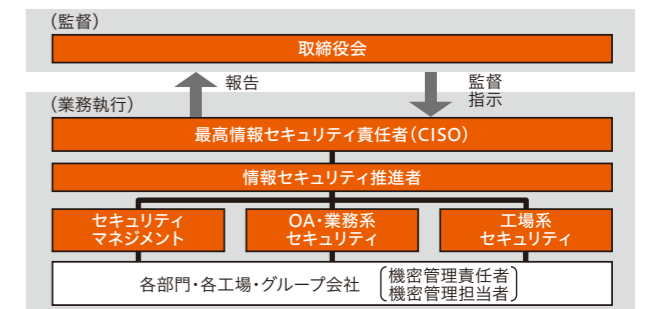 (監督)
取締役会
報告
監督
指示
(業務執行)
最高情報セキュリティ責任者(CISO)
情報セキュリティ推進者
セキュリティ
マネジメント
OA・業務系
セキュリティ
工場系
セキュリティ
各部門・各工場・グループ会社
機密管理責任者
機密管理担当者